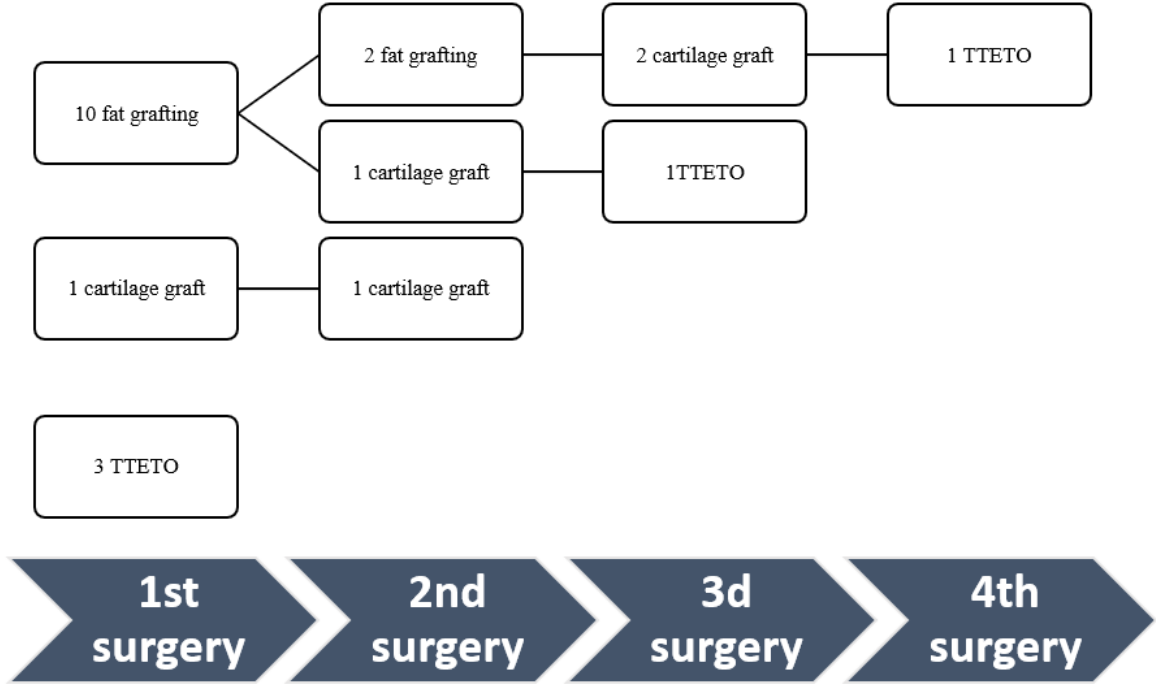 2 fat grafting
2 cartilage graft
1 TTETO
10 fat grafting
1 cartilage graft
1TTETO
1 cartilage graft
1 cartilage graft
3 TTETO
1st
surgery
2nd
surgery
3d
surgery
4th
surgery